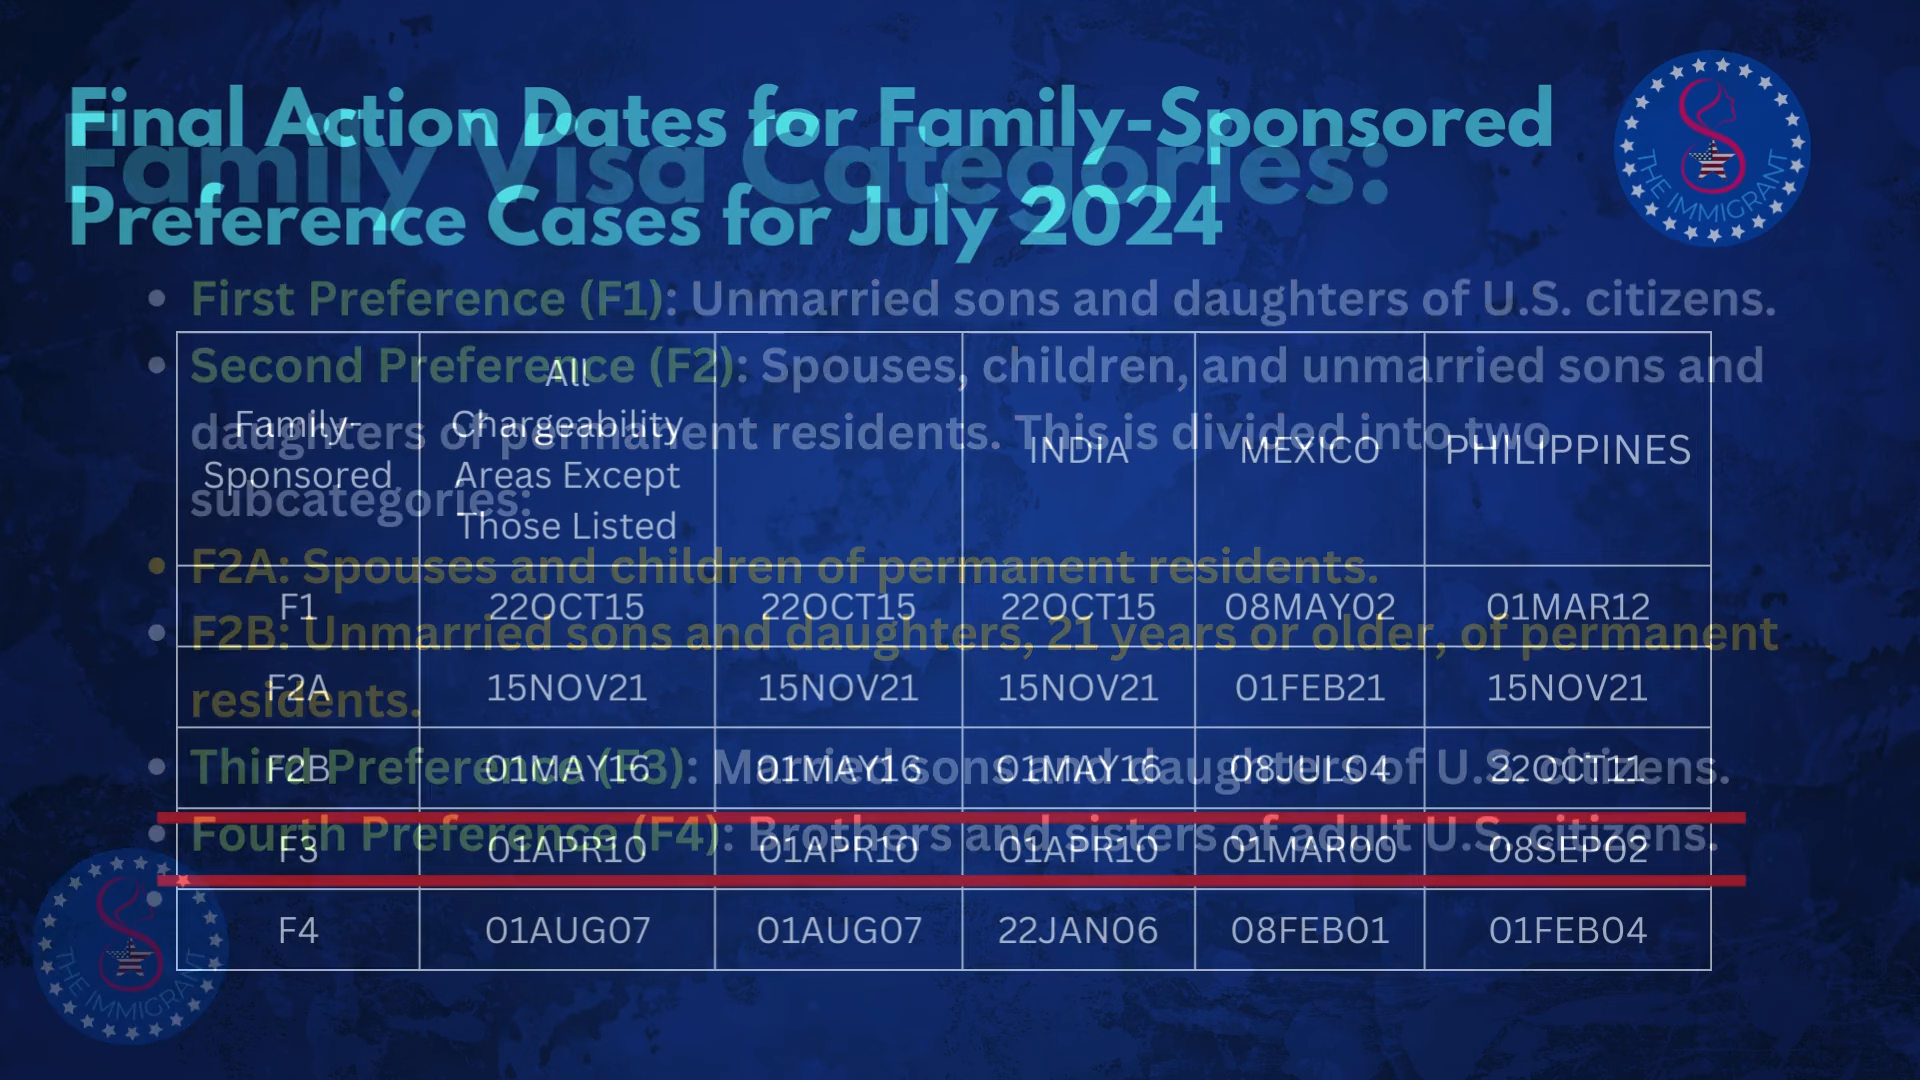 Final Action Dates for Family-Sponsored
Preference Cases for July 2024
Family Visa Categories:
First Preference (F1): Unmarried sons and daughters of U.S. citizens.
Second Preference (F2): Spouses, children, and unmarried sons and
daughters of permanent residents. This is divided into two
subcategories:
F2A: Spouses and children of permanent residents.
F2B: Unmarried sons and daughters, 21 years or older, of permanent
residents.
Third Preference (F3): Married sons and daughters of U.S. citizens.
Fourth Preference (F4): Brothers and sisters of adult U.S. citizens.
Family-
Sponsored
All
Chargeability
Areas Except
Those Listed
INDIA
MEXICO
PHILIPPINES
F1 22OCT15 22OCT15 22OCT15 08MAY02 01MAR12
F2A 15NOV21 15NOV21 15NOV21 01FEB21 15NOV21
F2B 01MAY16 01MAY16 01MAY16 08JUL04 22OCT11
F3 01APR10 01APR10 01APR10 01MAR00 08SEP02
F4 01AUG07 01AUG07 22JAN06 08FEB01 01FEB04
THE IMMIGRANT
THE IMMIGRANT